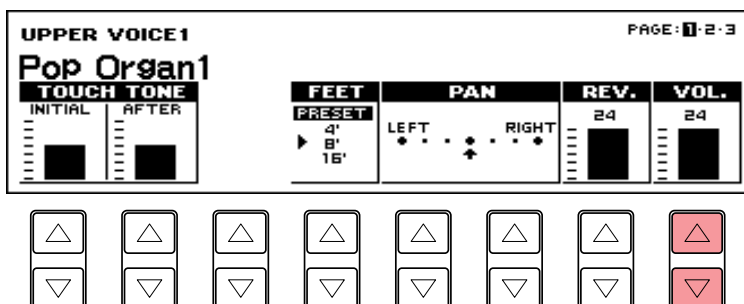 UPPER VOICE1
PAGE: 1·2·3
Pop Organ1
TOUCH TONE
INITIAL AFTER
FEET
PRESET
4'
8'
16'
PAN
LEFT RIGHT
REV.
24
VOL.
24